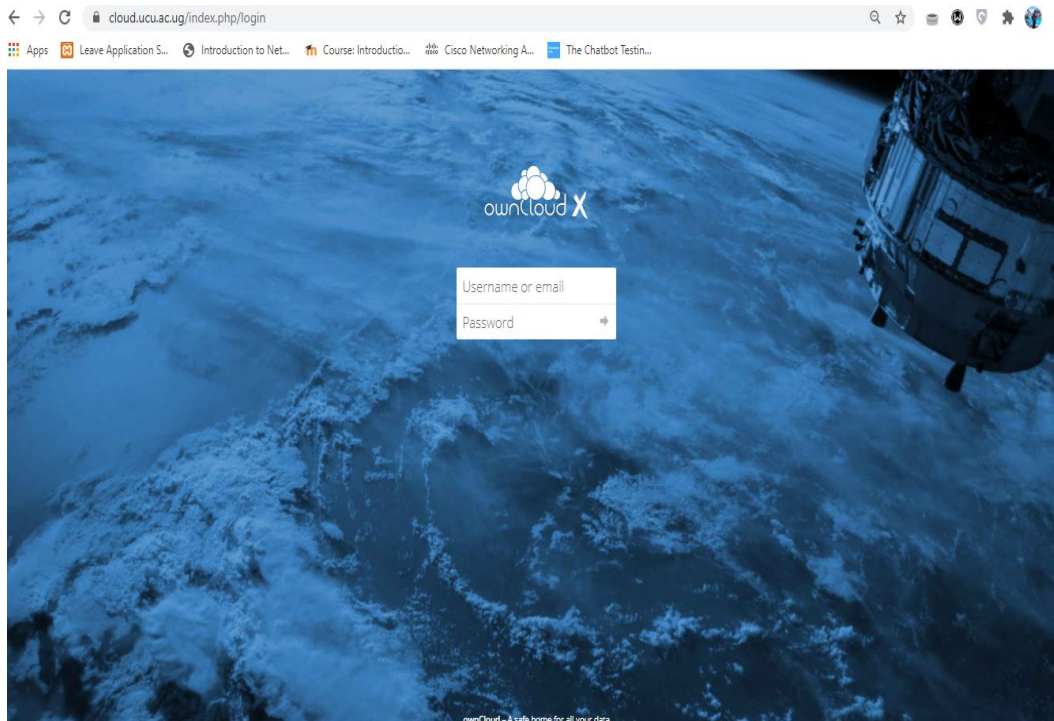 cloud.ucu.ac.ug/index.php/login
Apps Leave Application S... Introduction to Net... Course: Introductio... Cisco Networking A... The Chatbot Testin...
ownCloud X
Username or email
Password
ownCloud – A safe home for all your data